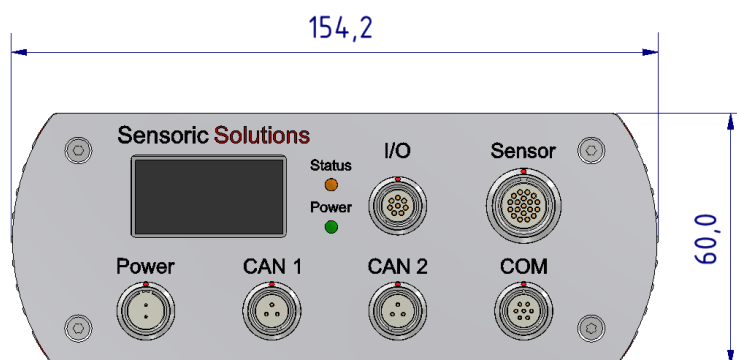 154,2
Sensoric Solutions
I/O
Sensor
Status
Power
60,0
Power
CAN 1
CAN 2
COM